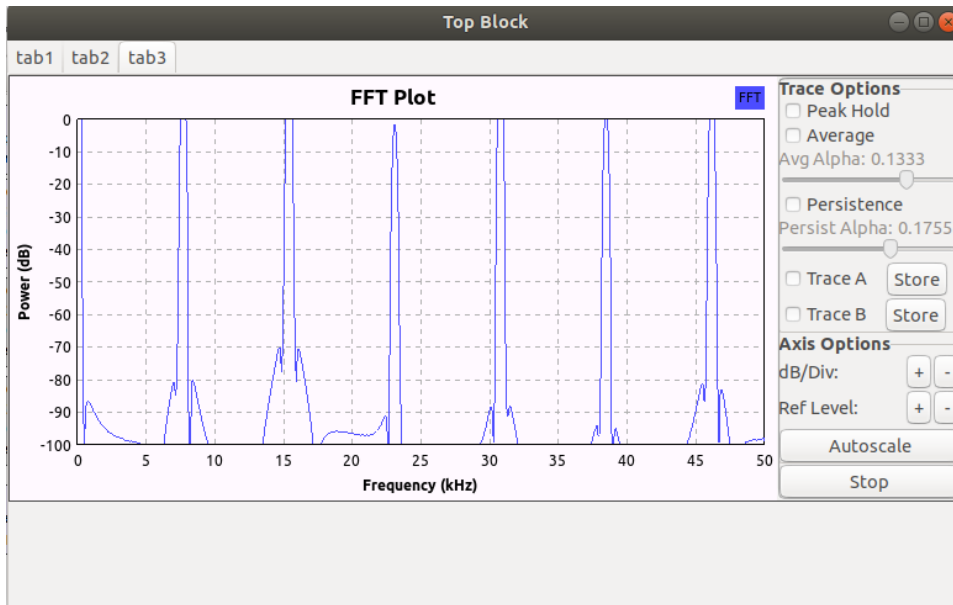 Top Block
tab1 tab2 tab3
FFT Plot
FFT
0
-10
-20
-30
-40
-50
-60
-70
-80
-90
-100
Power (dB)
0 5 10 15 20 25 30 35 40 45 50
Frequency (kHz)
Trace Options
Peak Hold
Average
Avg Alpha: 0.1333
Persistence
Persist Alpha: 0.1755
Trace A Store
Trace B Store
Axis Options
dB/Div: + -
Ref Level: + -
Autoscale
Stop